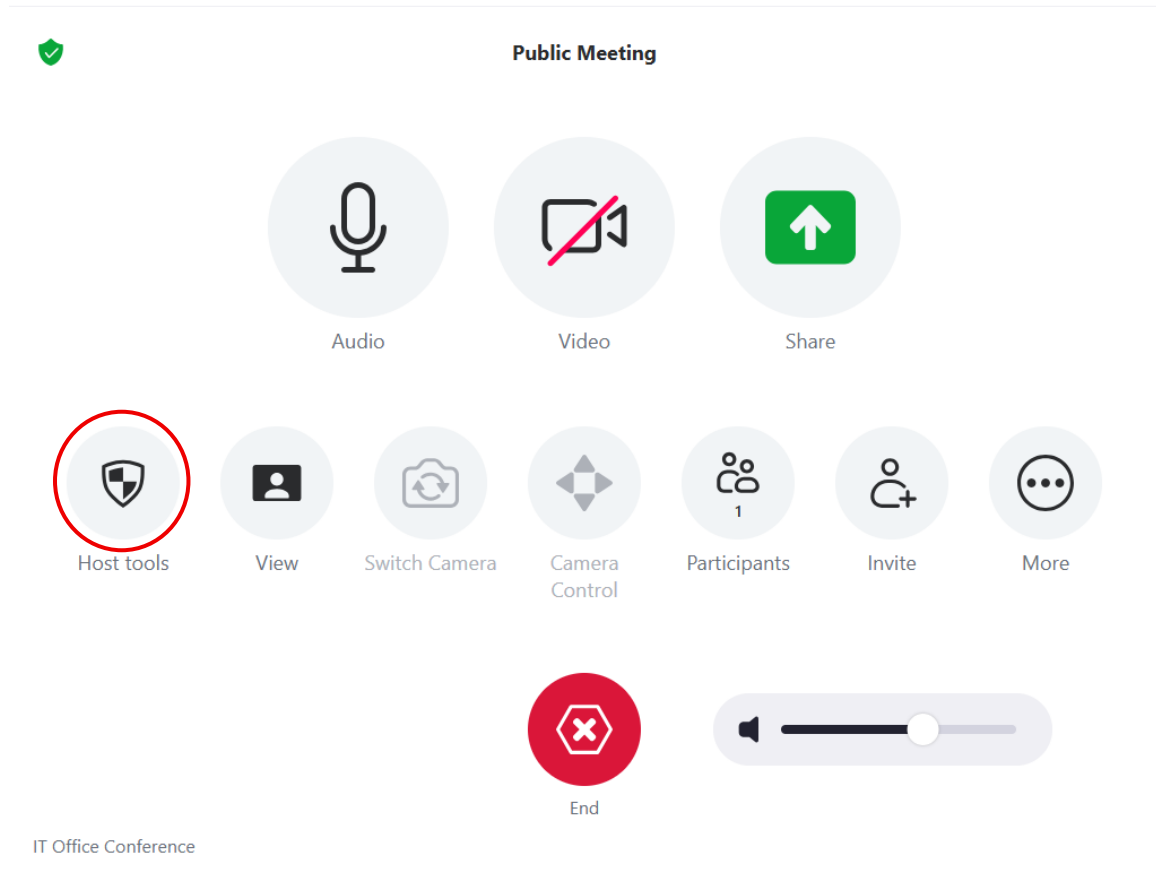 Public Meeting
Audio
Video
Share
Host tools
View
Switch Camera
Camera
Control
1
Participants
Invite
More
End
IT Office Conference